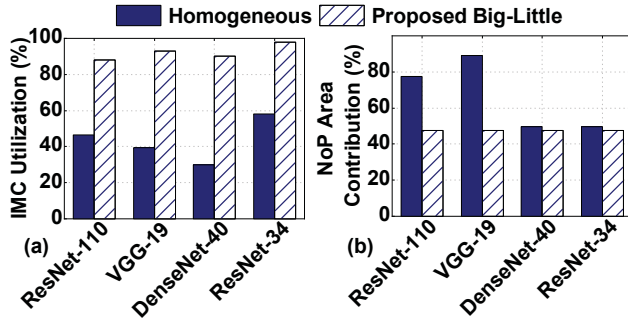 Homogeneous Proposed Big-Little
IMC Utilization (%)
100
80
60
40
20
0
(a)
ResNet-110
VGG-19
DenseNet-40
ResNet-34
NoP Area
Contribution (%)
80
60
40
20
0
(b)
ResNet-110
VGG-19
DenseNet-40
ResNet-34